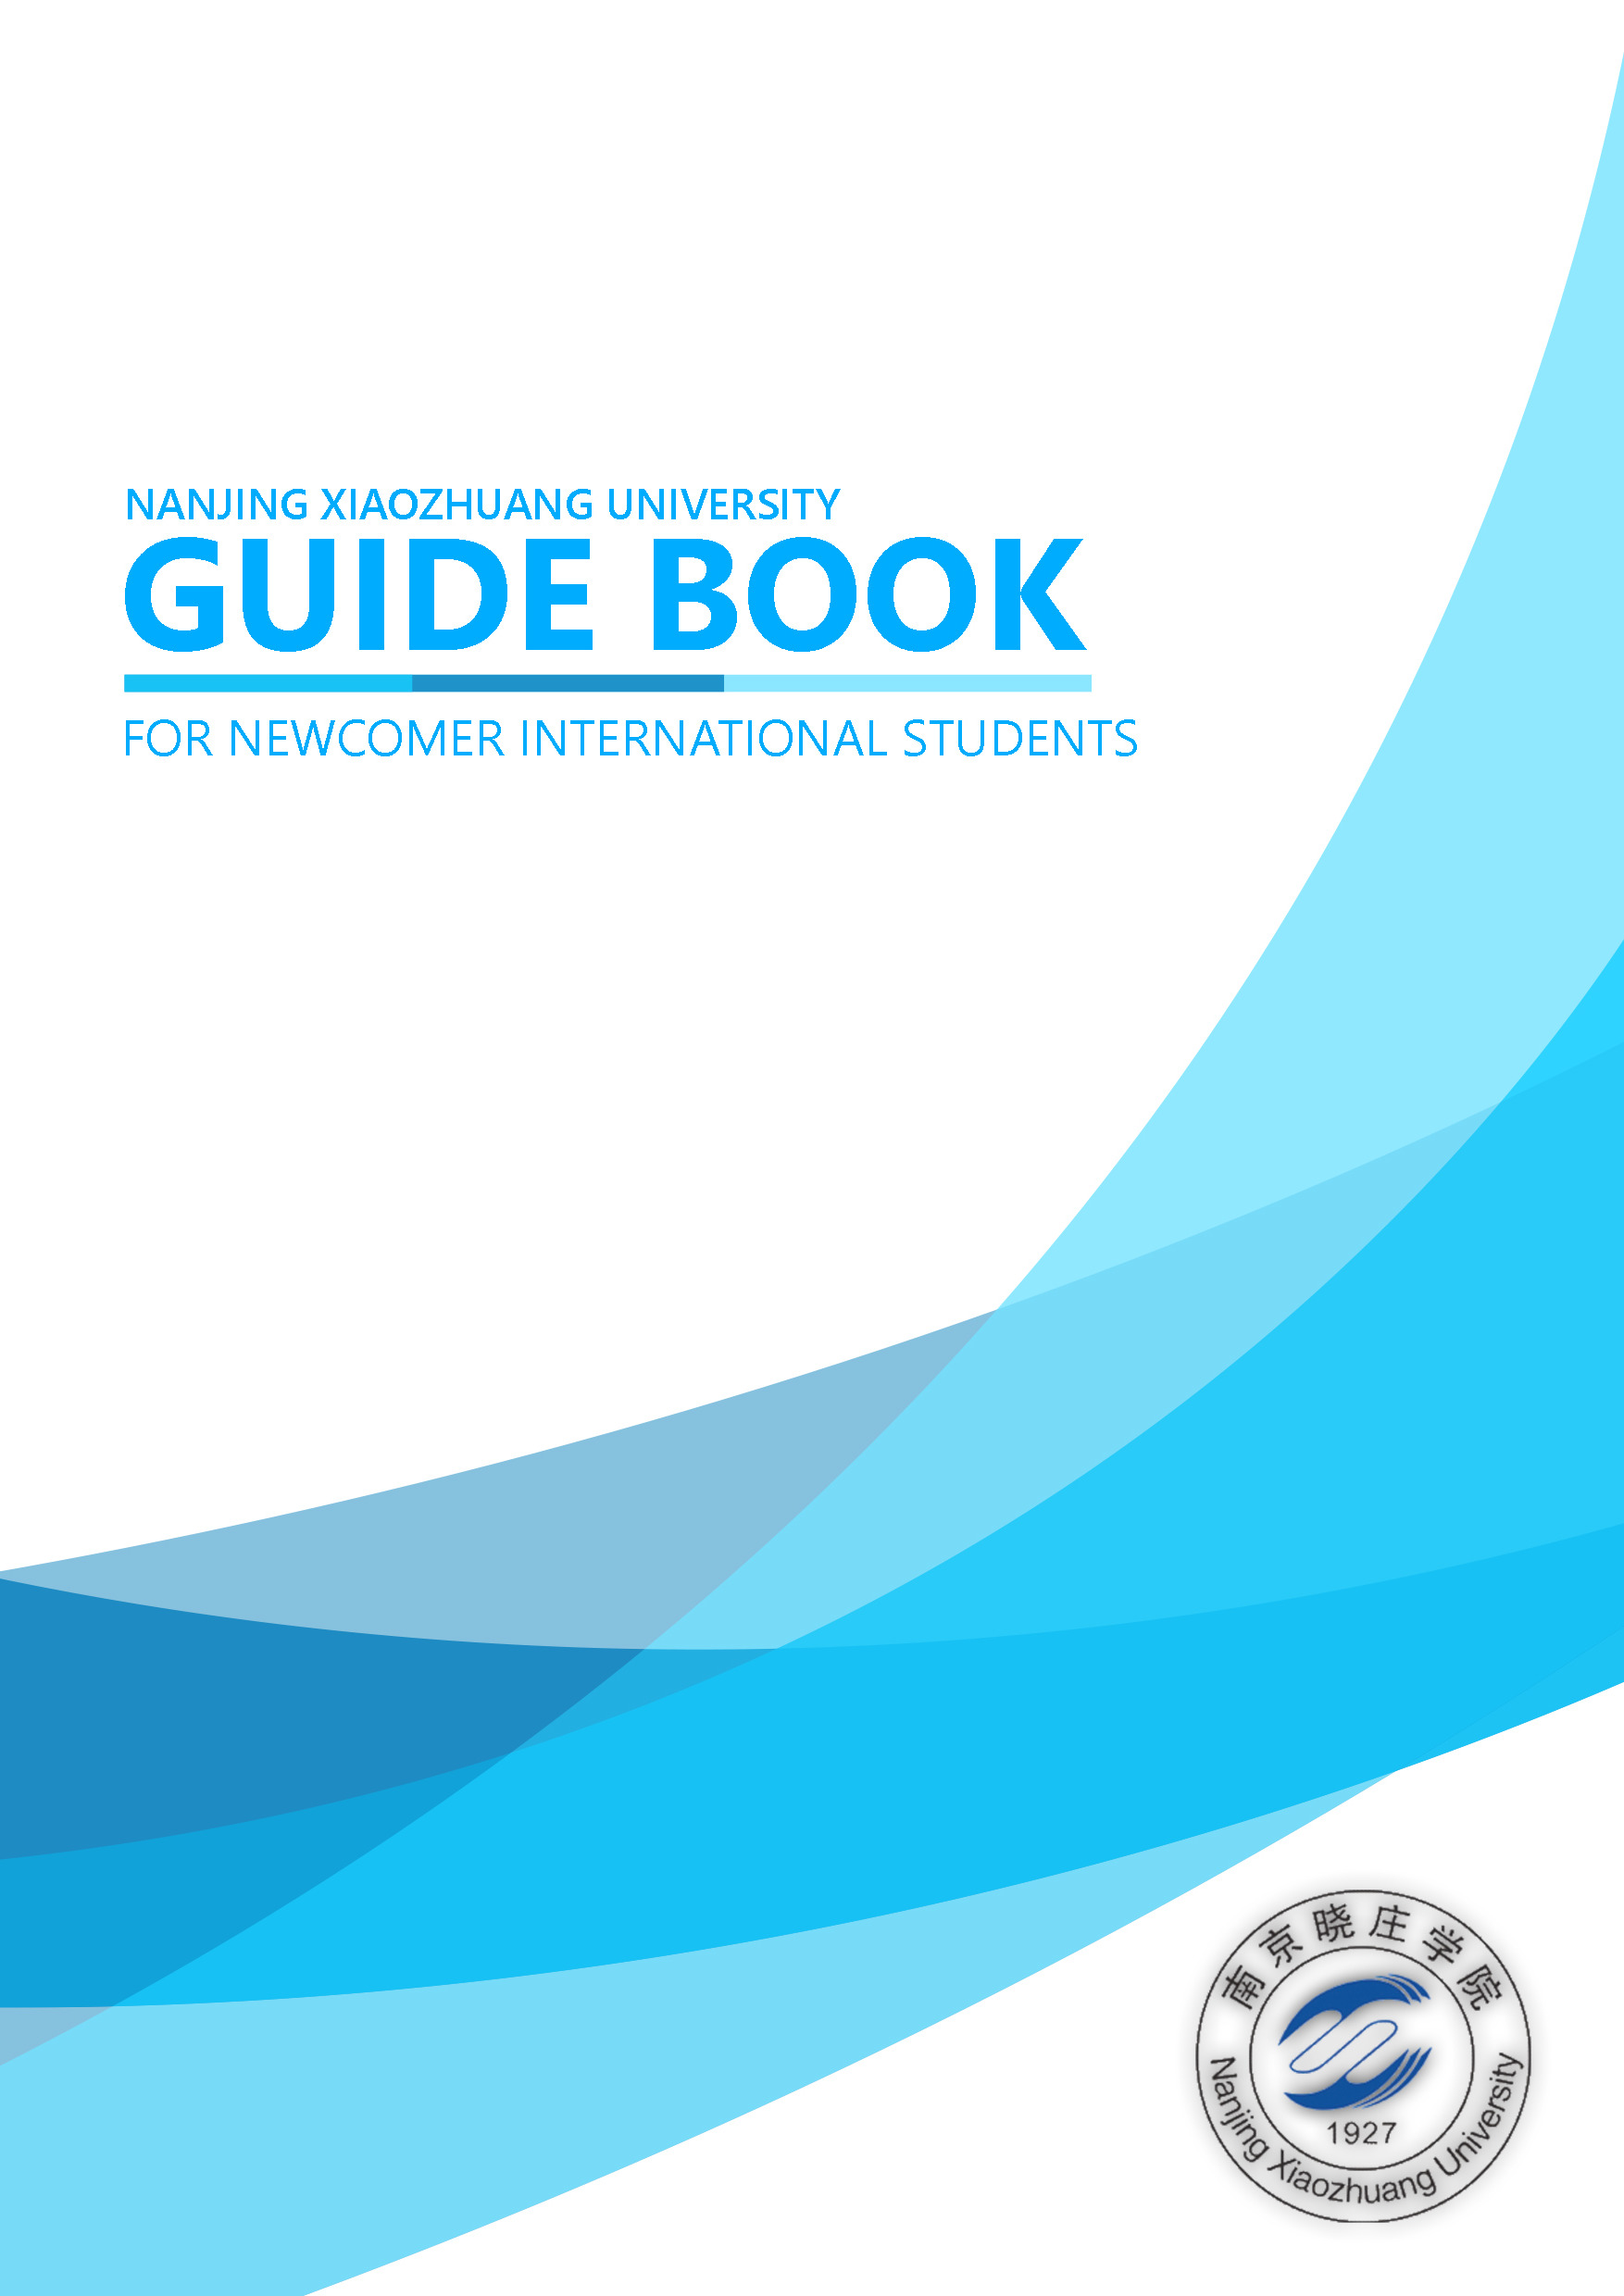 NANJING XIAOZHUANG UNIVERSITY
GUIDE BOOK
FOR NEWCOMER INTERNATIONAL STUDENTS
南京晓庄学院
1927
Nanjing Xiaozhuang University